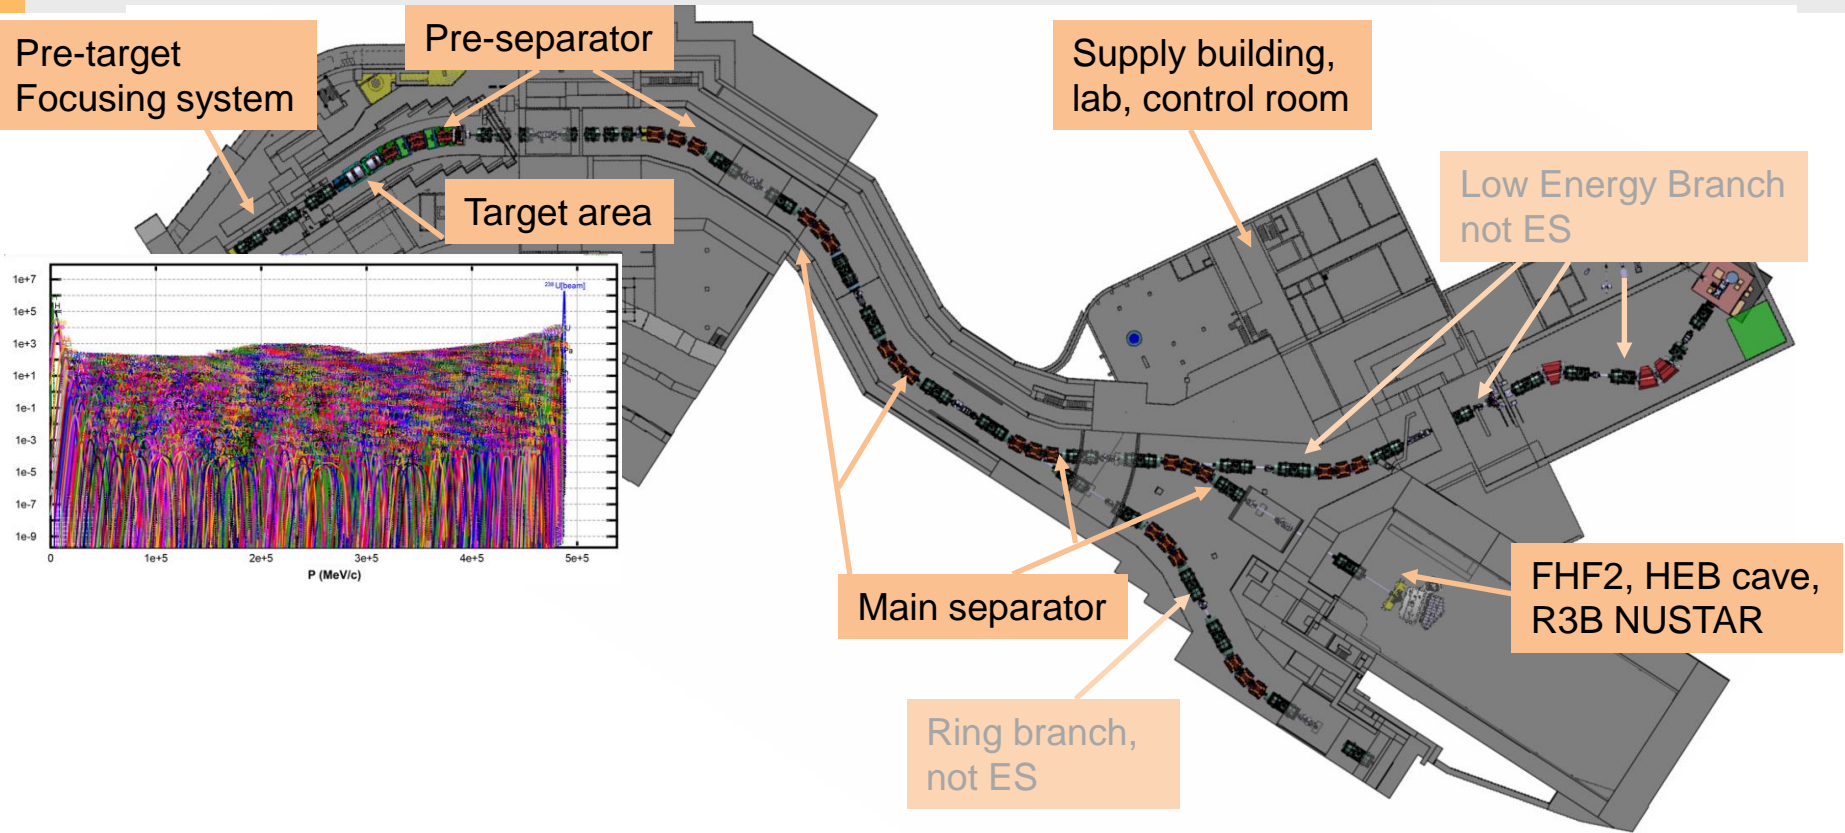 Pre-target
Focusing system
Pre-separator
Target area
Supply building,
lab, control room
Low Energy Branch
not ES
FHF2, HEB cave,
R3B NUSTAR
Main separator
Ring branch,
not ES
238U[beam]
1e+7
1e+5
1e+3
1e+1
1e-1
1e-3
1e-5
1e-7
1e-9
0
1e+5
2e+5
3e+5
4e+5
5e+5
P (MeV/c)